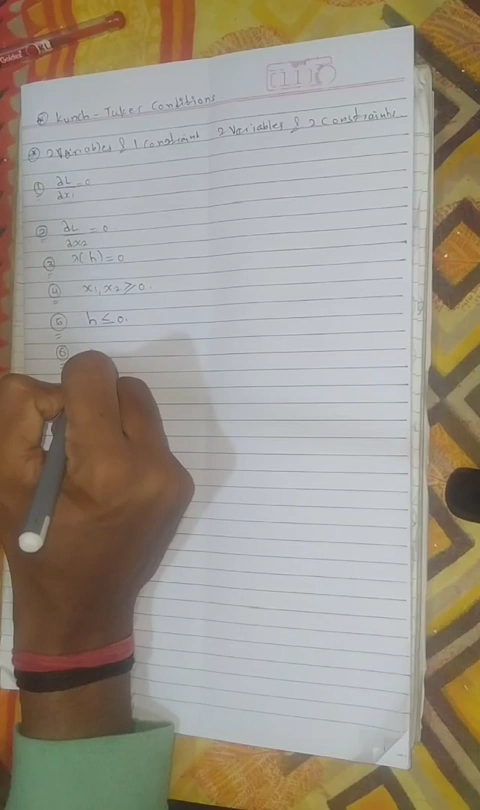 Kunch-Tuker Conditions
2 Variables & 1 Constraint 2 Variables & 2 Constraints
① ∂L/∂x₁ = 0
② ∂L/∂x₂ = 0
③ λ(h) = 0
④ x₁, x₂ ≥ 0.
⑤ h ≤ 0.
⑥